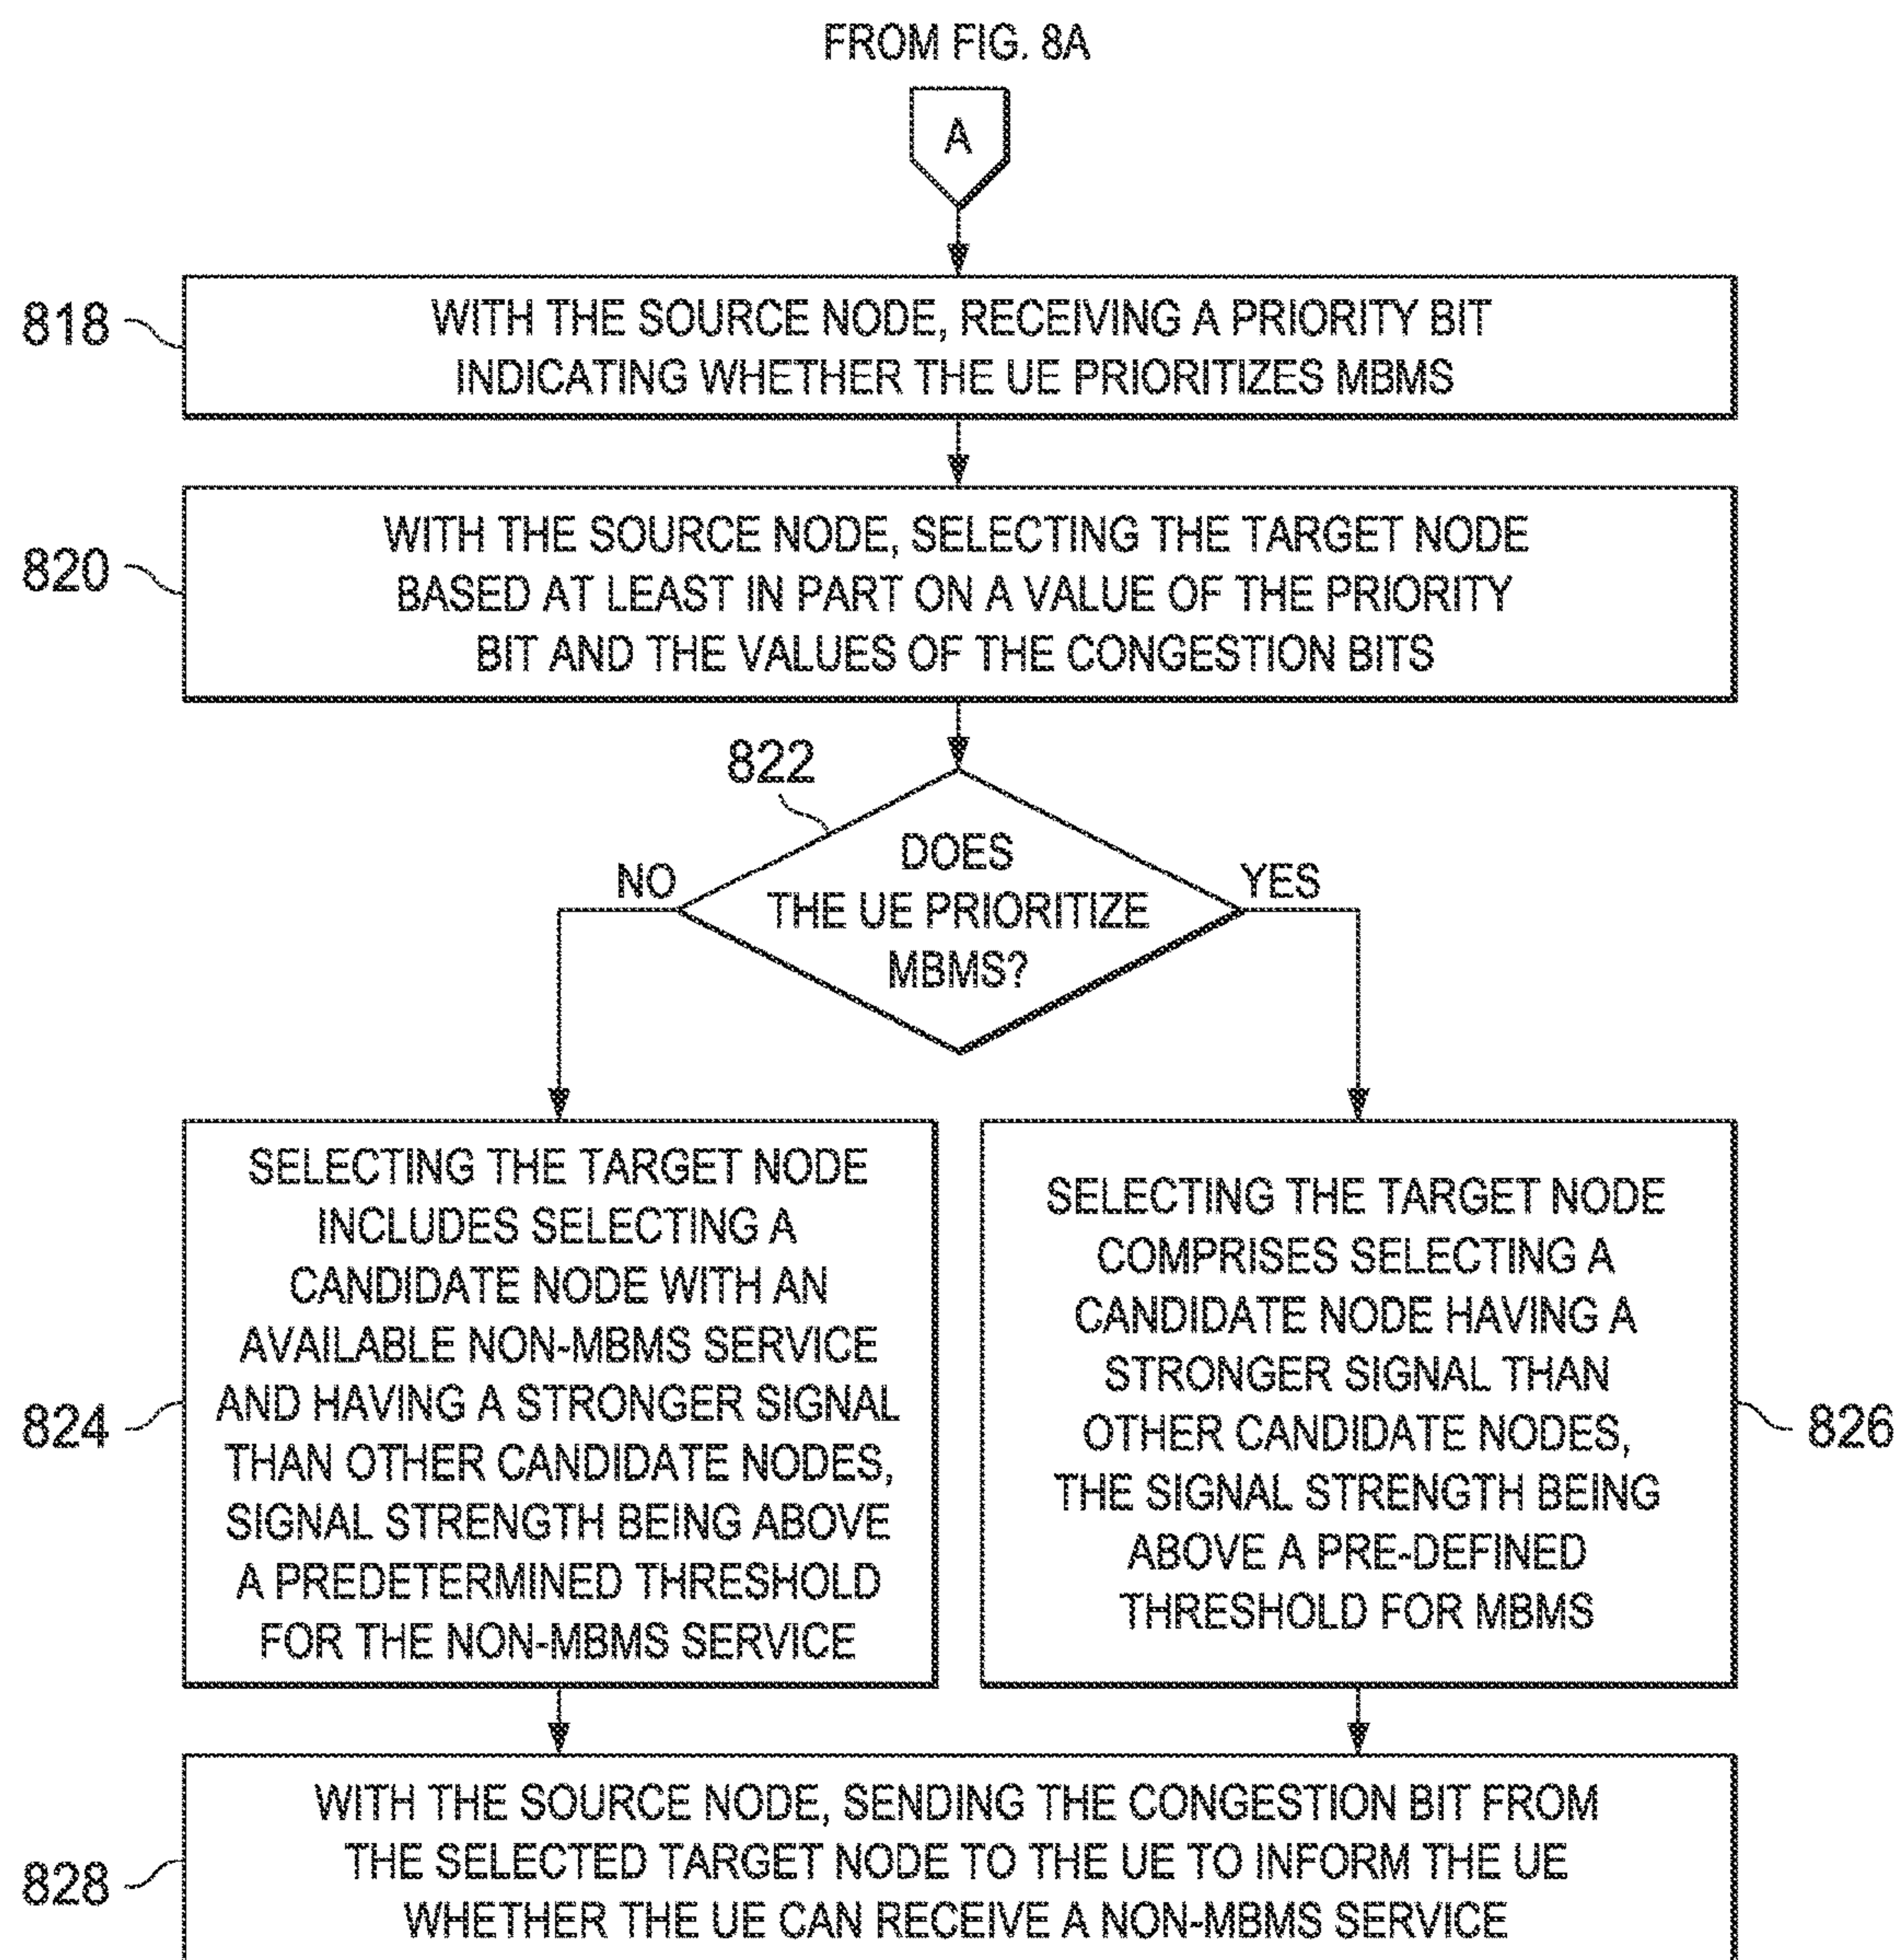 FROM FIG. 8A
A
818
WITH THE SOURCE NODE, RECEIVING A PRIORITY BIT
INDICATING WHETHER THE UE PRIORITIZES MBMS
820
WITH THE SOURCE NODE, SELECTING THE TARGET NODE
BASED AT LEAST IN PART ON A VALUE OF THE PRIORITY
BIT AND THE VALUES OF THE CONGESTION BITS
822
DOES
THE UE PRIORITIZE
MBMS?
NO
YES
824
SELECTING THE TARGET NODE
INCLUDES SELECTING A
CANDIDATE NODE WITH AN
AVAILABLE NON-MBMS SERVICE
AND HAVING A STRONGER SIGNAL
THAN OTHER CANDIDATE NODES,
SIGNAL STRENGTH BEING ABOVE
A PREDETERMINED THRESHOLD
FOR THE NON-MBMS SERVICE
SELECTING THE TARGET NODE
COMPRISES SELECTING A
CANDIDATE NODE HAVING A
STRONGER SIGNAL THAN
OTHER CANDIDATE NODES,
THE SIGNAL STRENGTH BEING
ABOVE A PRE-DEFINED
THRESHOLD FOR MBMS
826
828
WITH THE SOURCE NODE, SENDING THE CONGESTION BIT FROM
THE SELECTED TARGET NODE TO THE UE TO INFORM THE UE
WHETHER THE UE CAN RECEIVE A NON-MBMS SERVICE